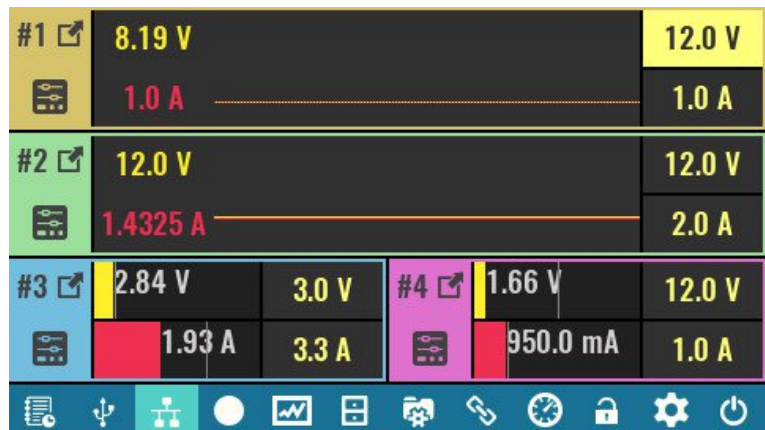 #1 8.19 V 12.0 V
1.0 A 1.0 A
#2 12.0 V 12.0 V
1.4325 A 2.0 A
#3 2.84 V 3.0 V #4 1.66 V 12.0 V
1.93 A 3.3 A 950.0 mA 1.0 A